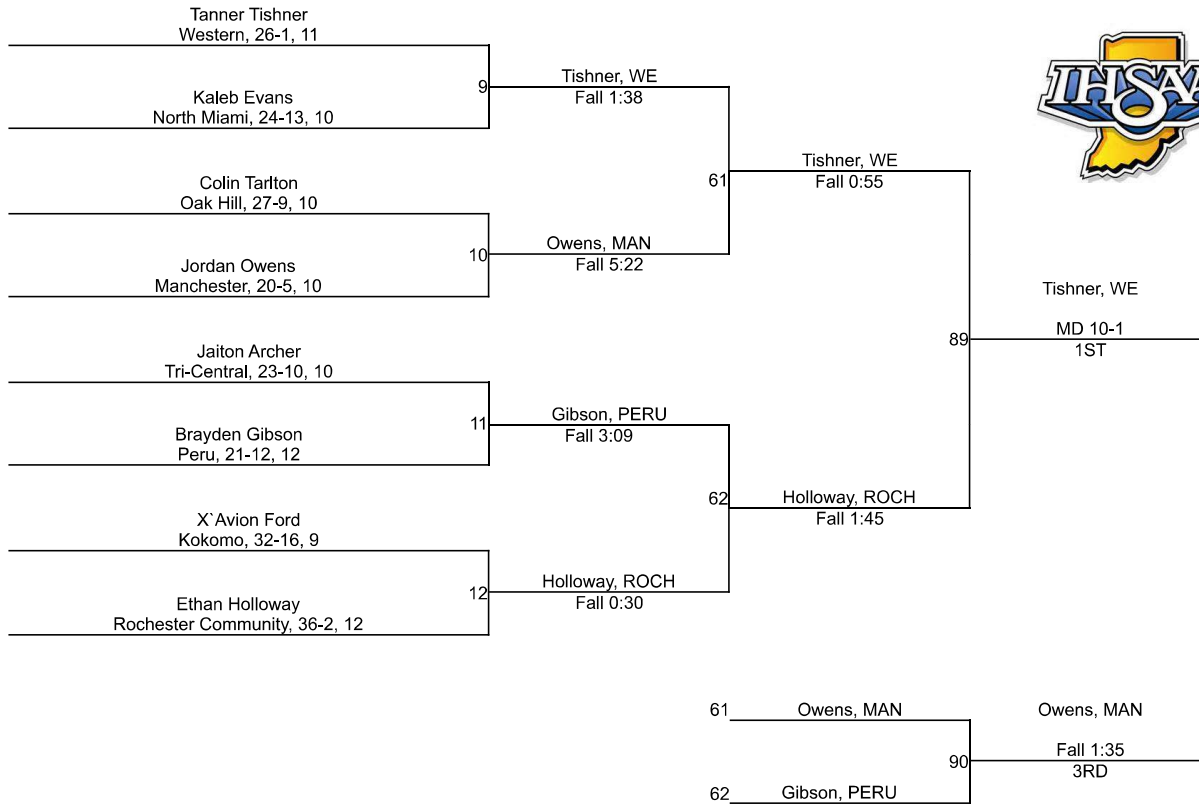 Tanner Tishner
Western, 26-1, 11
9
Kaleb Evans
North Miami, 24-13, 10
Tishner, WE
Fall 1:38
Colin Tarlton
Oak Hill, 27-9, 10
10
Jordan Owens
Manchester, 20-5, 10
Owens, MAN
Fall 5:22
61
Tishner, WE
Fall 0:55
Jaiton Archer
Tri-Central, 23-10, 10
11
Brayden Gibson
Peru, 21-12, 12
Gibson, PERU
Fall 3:09
X`Avion Ford
Kokomo, 32-16, 9
12
Ethan Holloway
Rochester Community, 36-2, 12
Holloway, ROCH
Fall 0:30
62
Holloway, ROCH
Fall 1:45
89
Tishner, WE
MD 10-1
1ST
IHSAA
61
Owens, MAN
62
Gibson, PERU
90
Owens, MAN
Fall 1:35
3RD